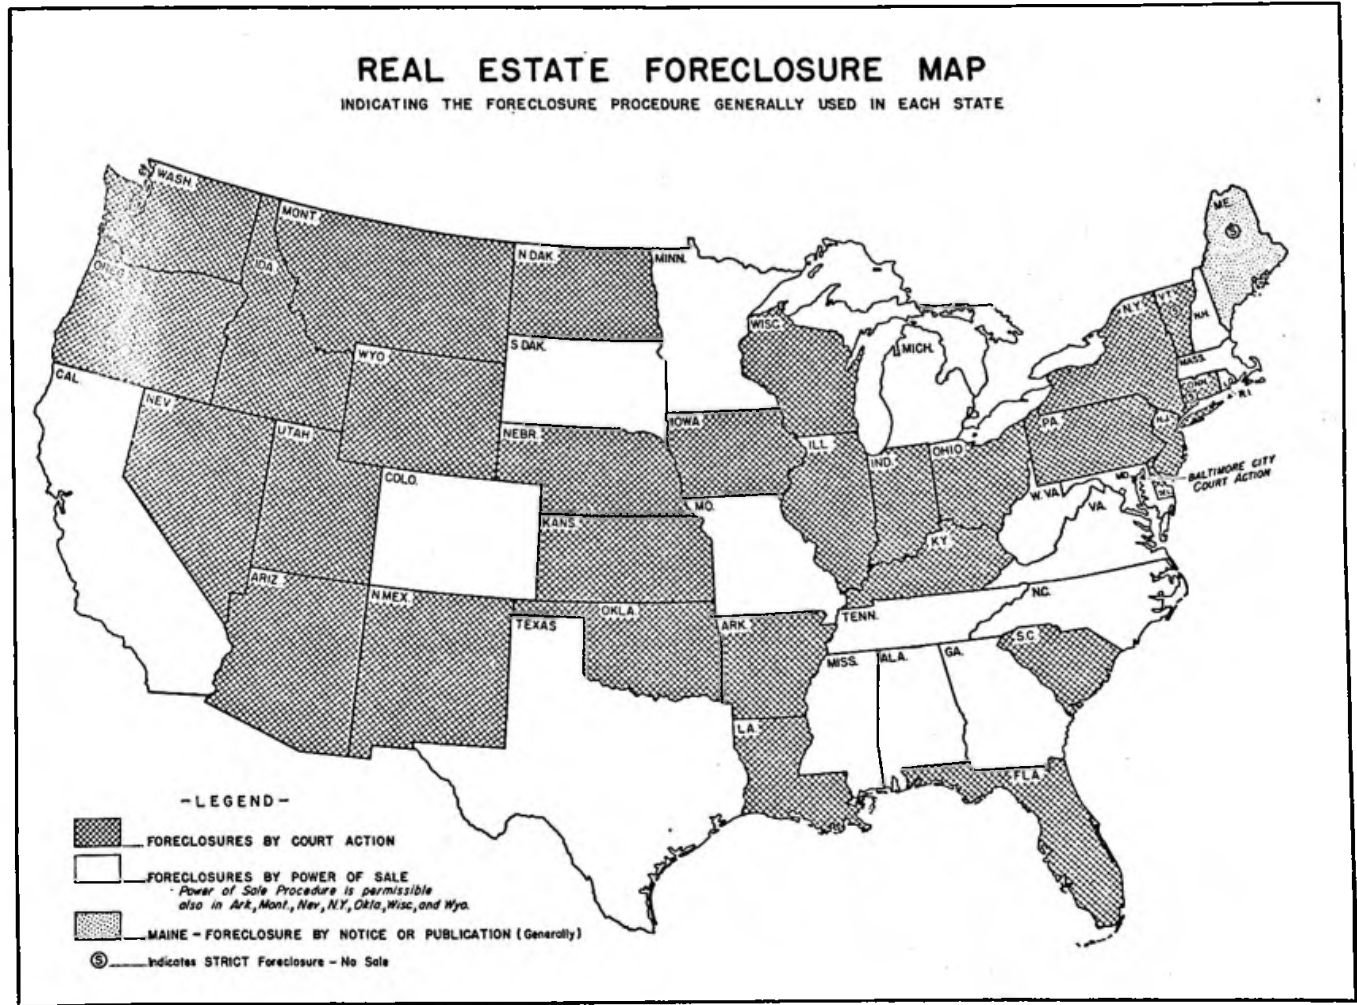 REAL ESTATE FORECLOSURE MAP
INDICATING THE FORECLOSURE PROCEDURE GENERALLY USED IN EACH STATE
WASH.
MONT.
N DAK.
MINN.
ME.
S
OREG.
IDA.
WISC.
N.Y.
VT.
N.H.
WYO.
S DAK.
MICH.
MASS.
CAL.
NEV.
CONN.
R.I.
UTAH
NEBR.
IOWA
ILL.
IND.
OHIO
PA.
N.J.
COLO.
MO.
W.VA.
VA.
MD.
DEL.
BALTIMORE CITY
COURT ACTION
KANS.
KY.
ARIZ.
N.MEX.
OKLA.
TEXAS
ARK.
TENN.
N.C.
S.C.
MISS.
ALA.
GA.
LA.
FLA.
-LEGEND-
FORECLOSURES BY COURT ACTION
FORECLOSURES BY POWER OF SALE
Power of Sale Procedure is permissible
also in Ark, Mont., Nev, N.Y, Okla, Wisc, and Wyo.
MAINE - FORECLOSURE BY NOTICE OR PUBLICATION (Generally)
S Indicates STRICT Foreclosure - No Sale